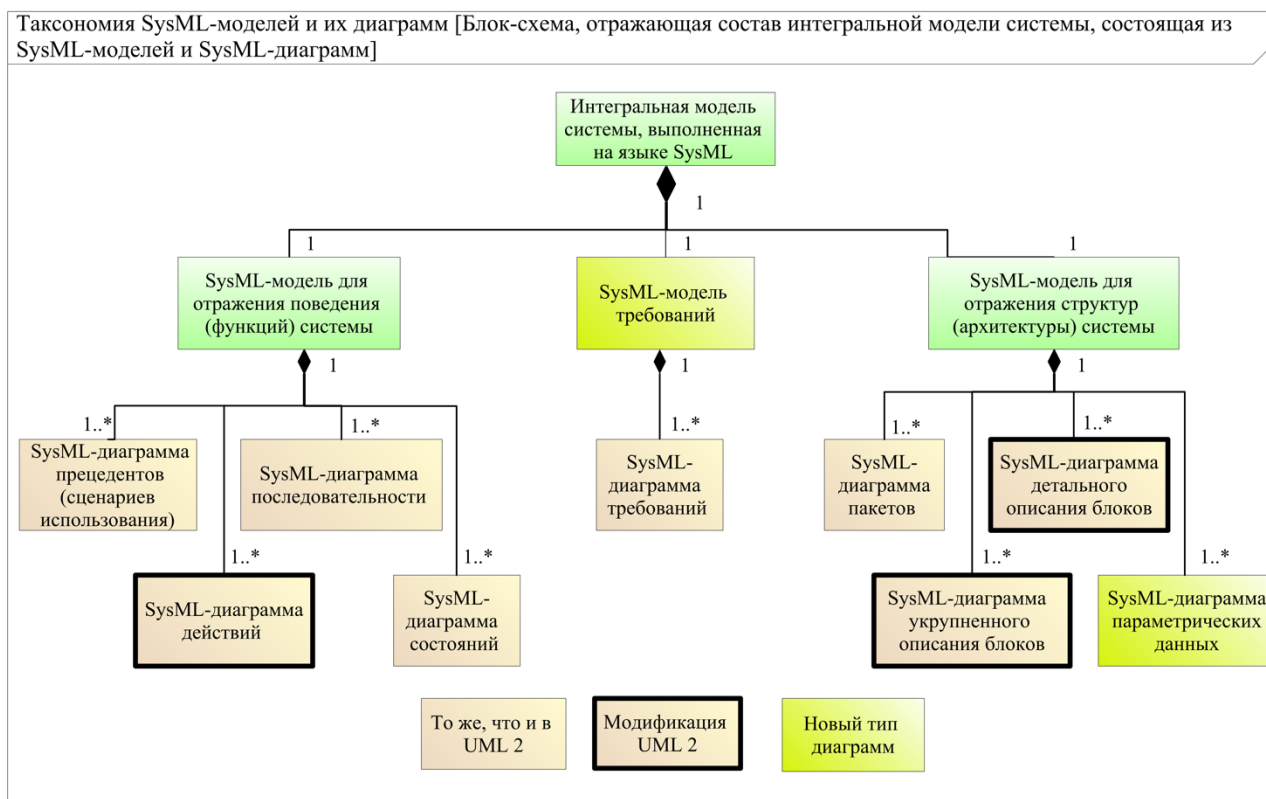 Таксономия SysML-моделей и их диаграмм [Блок-схема, отражающая состав интегральной модели системы, состоящая из
SysML-моделей и SysML-диаграмм]
Интегральная модель
системы, выполненная
на языке SysML
1
1
1
1
SysML-модель для
отражения поведения
(функций) системы
SysML-модель
требований
SysML-модель для
отражения структур
(архитектуры) системы
1
1
1
1..*
1..*
1..*
1..*
1..*
SysML-диаграмма
прецедентов
(сценариев
использования)
SysML-диаграмма
последовательности
SysML-
диаграмма
требований
SysML-
диаграмма
пакетов
SysML-диаграмма
детального
описания блоков
1..*
1..*
1..*
1..*
SysML-диаграмма
действий
SysML-
диаграмма
состояний
SysML-диаграмма
укрупненного
описания блоков
SysML-диаграмма
параметрических
данных
То же, что и в
UML 2
Модификация
UML 2
Новый тип
диаграмм